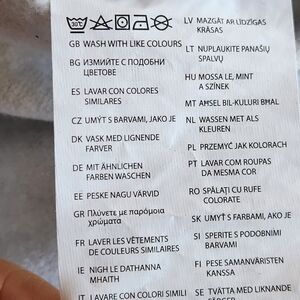 30°C
GB WASH WITH LIKE COLOURS
BG ИЗМИЙТЕ С ПОДОБНИ
ЦВЕТОВЕ
ES LAVAR CON COLORES
SIMILARES
CZ UMÝT S BARVAMI, JAKO JE
DK VASK MED LIGNENDE
FARVER
DE MIT ÄHNLICHEN
FARBEN WASCHEN
EE PESKE NAGU VÄRVID
GR Πλύνετε με παρόμοια
χρώματα
FR LAVER LES VÊTEMENTS
DE COULEURS SIMILAIRES
IE NIGH LE DATHANNA
MHAITH
IT LAVARE CON COLORI SIMILI
LV MAZGĀT AR LĪDZĪGAS
KRĀSAS
LT NUPLAUKITE PANAŠIŲ
SPALVŲ
HU MOSSA LE, MINT
A SZÍNEK
MT AĦSEL BIL-KULURI BĦAL
NL WASSEN MET ALS
KLEUREN
PL PRZEMYĆ JAK KOLORACH
PT LAVAR COM ROUPAS
DA MESMA COR
RO SPĂLAȚI CU RUFE
COLORATE
SK UMYŤ S FARBAMI, AKO JE
SI SPERITE S PODOBNIMI
BARVAMI
FI PESE SAMANVÄRISTEN
KANSSA
SE TVÄTTA MED LIKNANDE